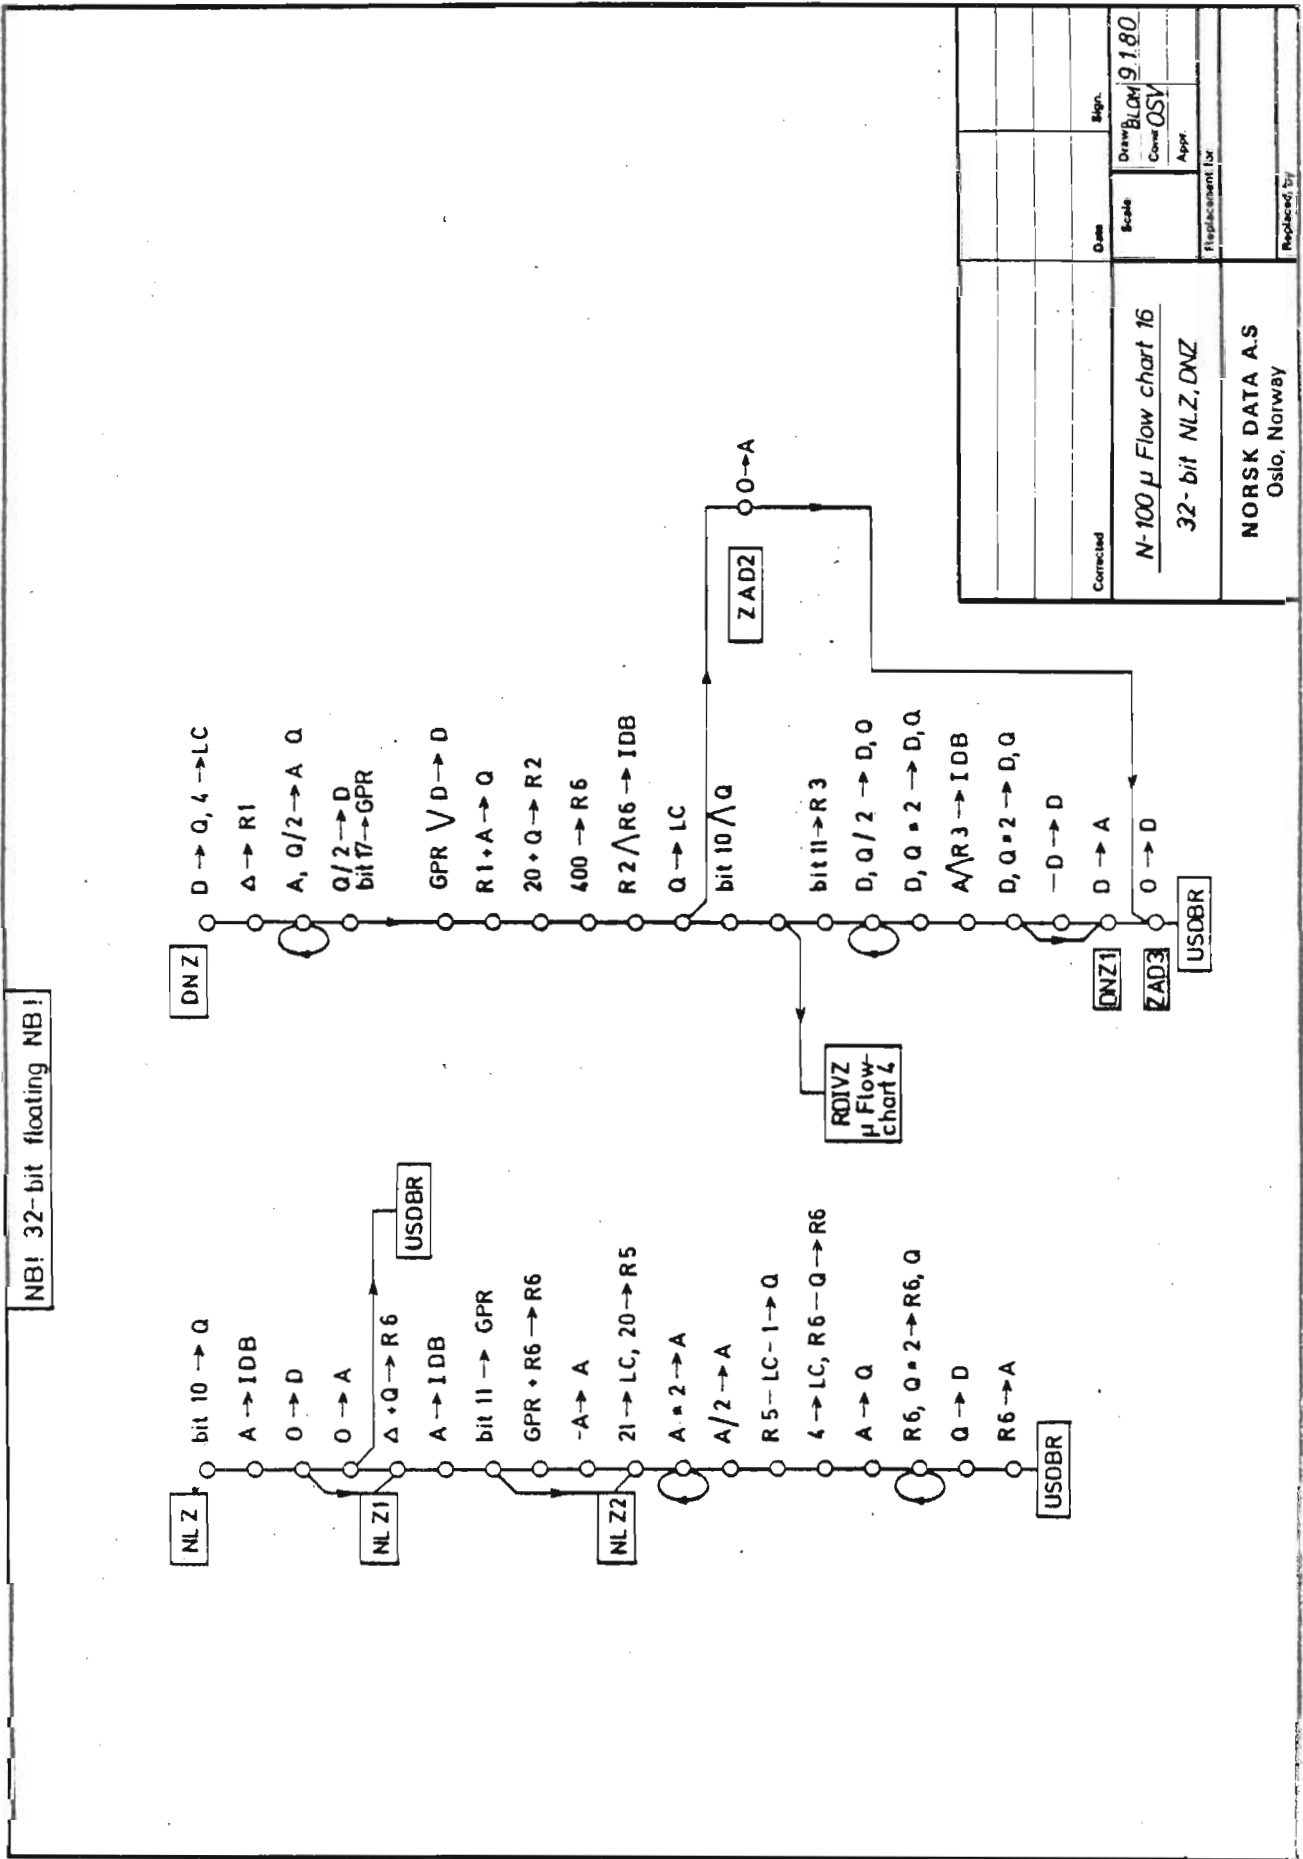 NB! 32-bit floating NB!
NLZ
bit 10 → Q
A → IDB
0 → D
0 → A
USDBR
NLZ1
Δ + Q → R6
A → IDB
bit 11 → GPR
GPR + R6 → R6
-A → A
NLZ2
21 → LC, 20 → R5
A * 2 → A
A/2 → A
R5 - LC - 1 → Q
4 → LC, R6 - Q → R6
A → Q
R6, Q * 2 → R6, Q
Q → D
R6 → A
USDBR
DNZ
D → Q, 4 → LC
Δ → R1
A, Q/2 → A Q
Q/2 → D
bit 17 → GPR
GPR ∨ D → D
R1 + A → Q
20 + Q → R2
400 → R6
R2 ∧ R6 → IDB
Q → LC
bit 10 ∧ Q
ZAD2
0 → A
RDIVZ
μ Flow-
chart 4
bit 11 → R3
D, Q / 2 → D, Q
D, Q * 2 → D, Q
A ∧ R3 → IDB
D, Q * 2 → D, Q
-D → D
DNZ1
D → A
ZAD3
0 → D
USDBR
Corrected
Date
Sign.
N-100 μ Flow chart 16
32-bit NLZ, DNZ
Scale
Draw BLOM 9.1.80
Contr OSV
Appr.
Replacement for
NORSK DATA A.S
Oslo, Norway
Replaced, by